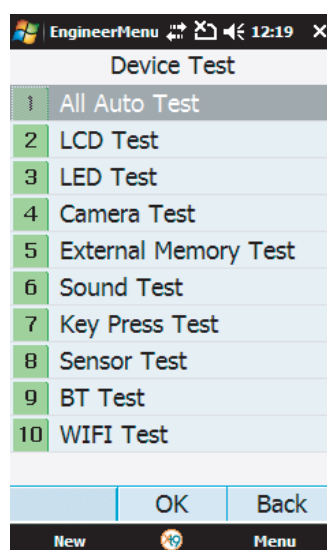 EngineerMenu 12:19 X
Device Test
1 All Auto Test
2 LCD Test
3 LED Test
4 Camera Test
5 External Memory Test
6 Sound Test
7 Key Press Test
8 Sensor Test
9 BT Test
10 WIFI Test
OK Back
New Menu